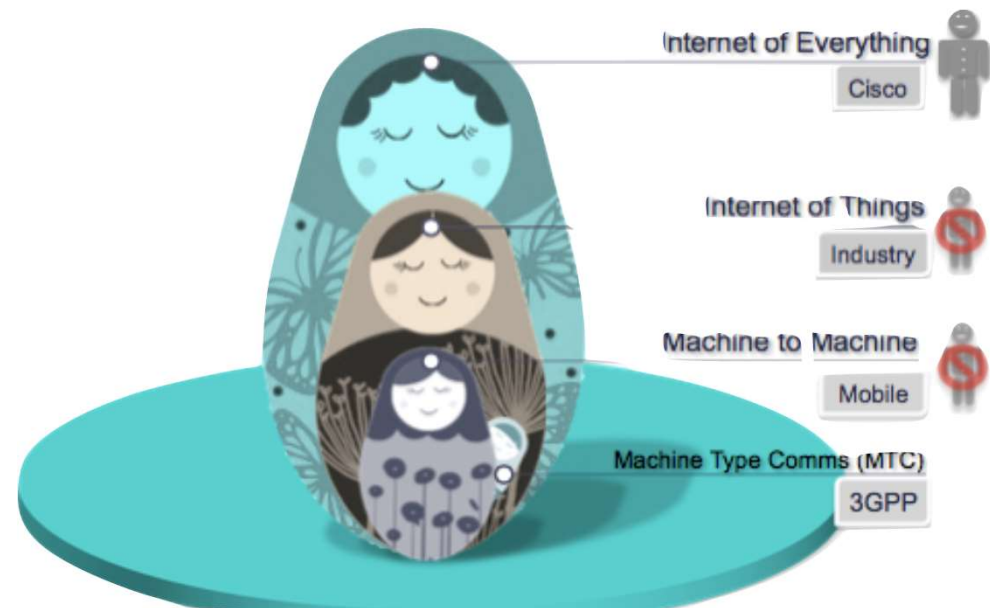 Internet of Everything
Cisco
Internet of Things
Industry
Machine to Machine
Mobile
Machine Type Comms (MTC)
3GPP